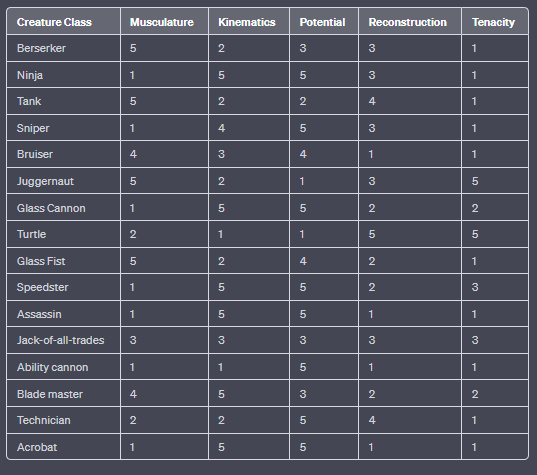 Creature Class Musculature Kinematics Potential Reconstruction Tenacity
Berserker 5 2 3 3 1
Ninja 1 5 5 3 1
Tank 5 2 2 4 1
Sniper 1 4 5 3 1
Bruiser 4 3 4 1 1
Juggernaut 5 2 1 3 5
Glass Cannon 1 5 5 2 2
Turtle 2 1 1 5 5
Glass Fist 5 2 4 2 1
Speedster 1 5 5 2 3
Assassin 1 5 5 1 1
Jack-of-all-trades 3 3 3 3 3
Ability cannon 1 1 5 1 1
Blade master 4 5 3 2 2
Technician 2 2 5 4 1
Acrobat 1 5 5 1 1